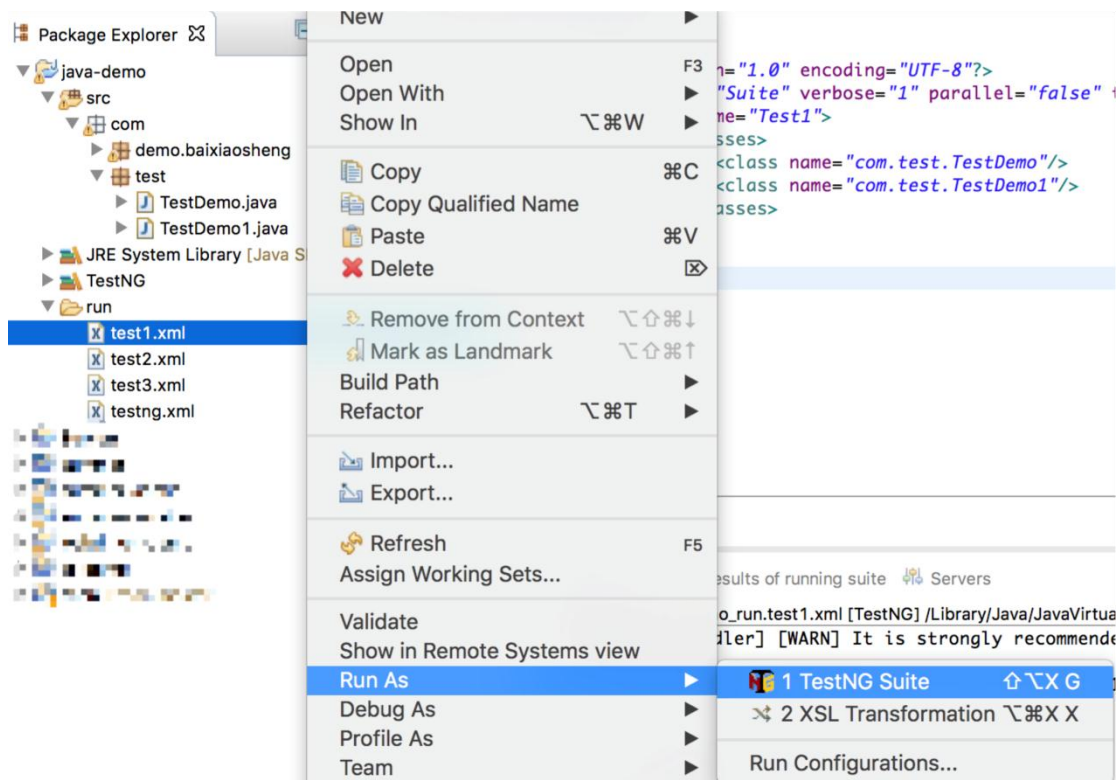 Package Explorer
java-demo
src
com
demo.baixiaosheng
test
TestDemo.java
TestDemo1.java
JRE System Library [Java S
TestNG
run
test1.xml
test2.xml
test3.xml
testng.xml
New
Open F3
Open With
Show In ⌥⌘W
Copy ⌘C
Copy Qualified Name
Paste ⌘V
Delete ⌦
Remove from Context ⌥⇧⌘↓
Mark as Landmark ⌥⇧⌘↑
Build Path
Refactor ⌥⌘T
Import...
Export...
Refresh F5
Assign Working Sets...
Validate
Show in Remote Systems view
Run As
Debug As
Profile As
Team
1 TestNG Suite ⇧⌥X G
2 XSL Transformation ⌥⌘X X
Run Configurations...
="1.0" encoding="UTF-8"?>
"Suite" verbose="1" parallel="false"
me="Test1">
sses>
<class name="com.test.TestDemo"/>
<class name="com.test.TestDemo1"/>
asses>
esults of running suite Servers
o_run.test1.xml [TestNG] /Library/Java/JavaVirtua
dler] [WARN] It is strongly recommende